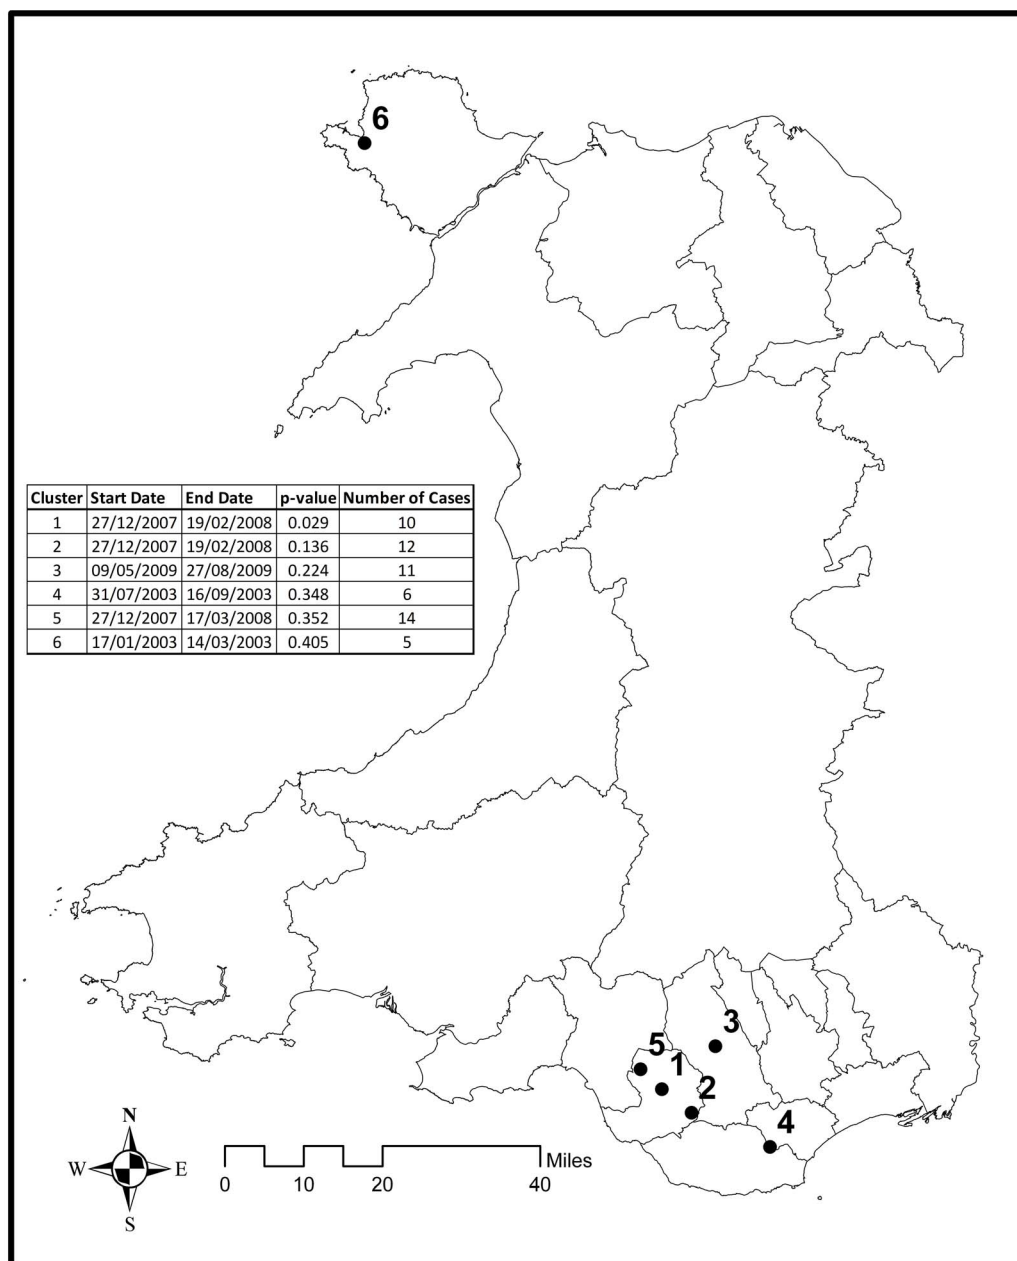 6
Cluster Start Date End Date p-value Number of Cases
1 27/12/2007 19/02/2008 0.029 10
2 27/12/2007 19/02/2008 0.136 12
3 09/05/2009 27/08/2009 0.224 11
4 31/07/2003 16/09/2003 0.348 6
5 27/12/2007 17/03/2008 0.352 14
6 17/01/2003 14/03/2003 0.405 5
3
5
1
2
4
N
W E
S
Miles
0 10 20 40